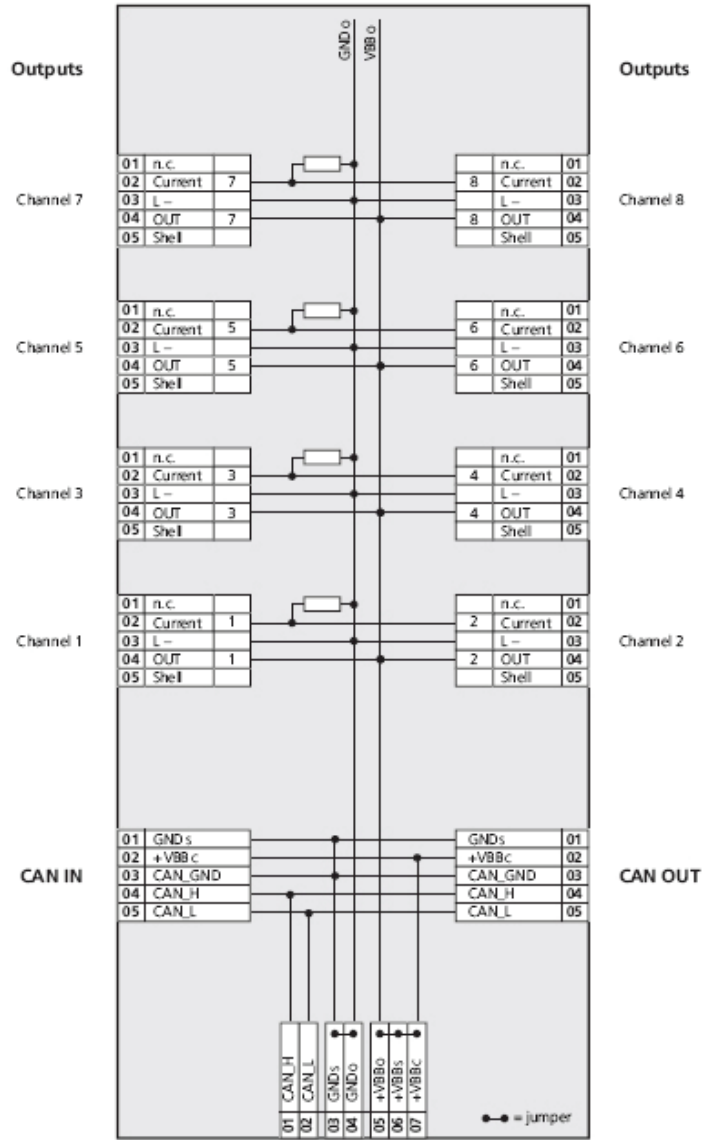 GNDo
VBBo
Outputs
Outputs
Channel 7
01 n.c.
02 Current 7
03 L –
04 OUT 7
05 Shell
n.c. 01
8 Current 02
L – 03
8 OUT 04
Shell 05
Channel 8
Channel 5
01 n.c.
02 Current 5
03 L –
04 OUT 5
05 Shell
n.c. 01
6 Current 02
L – 03
6 OUT 04
Shell 05
Channel 6
Channel 3
01 n.c.
02 Current 3
03 L –
04 OUT 3
05 Shell
n.c. 01
4 Current 02
L – 03
4 OUT 04
Shell 05
Channel 4
Channel 1
01 n.c.
02 Current 1
03 L –
04 OUT 1
05 Shell
n.c. 01
2 Current 02
L – 03
2 OUT 04
Shell 05
Channel 2
CAN IN
01 GNDs
02 +VBBc
03 CAN_GND
04 CAN_H
05 CAN_L
GNDs 01
+VBBc 02
CAN_GND 03
CAN_H 04
CAN_L 05
CAN OUT
01 CAN_H
02 CAN_L
03 GNDs
04 GNDo
05 +VBBo
06 +VBBs
07 +VBBc
= jumper